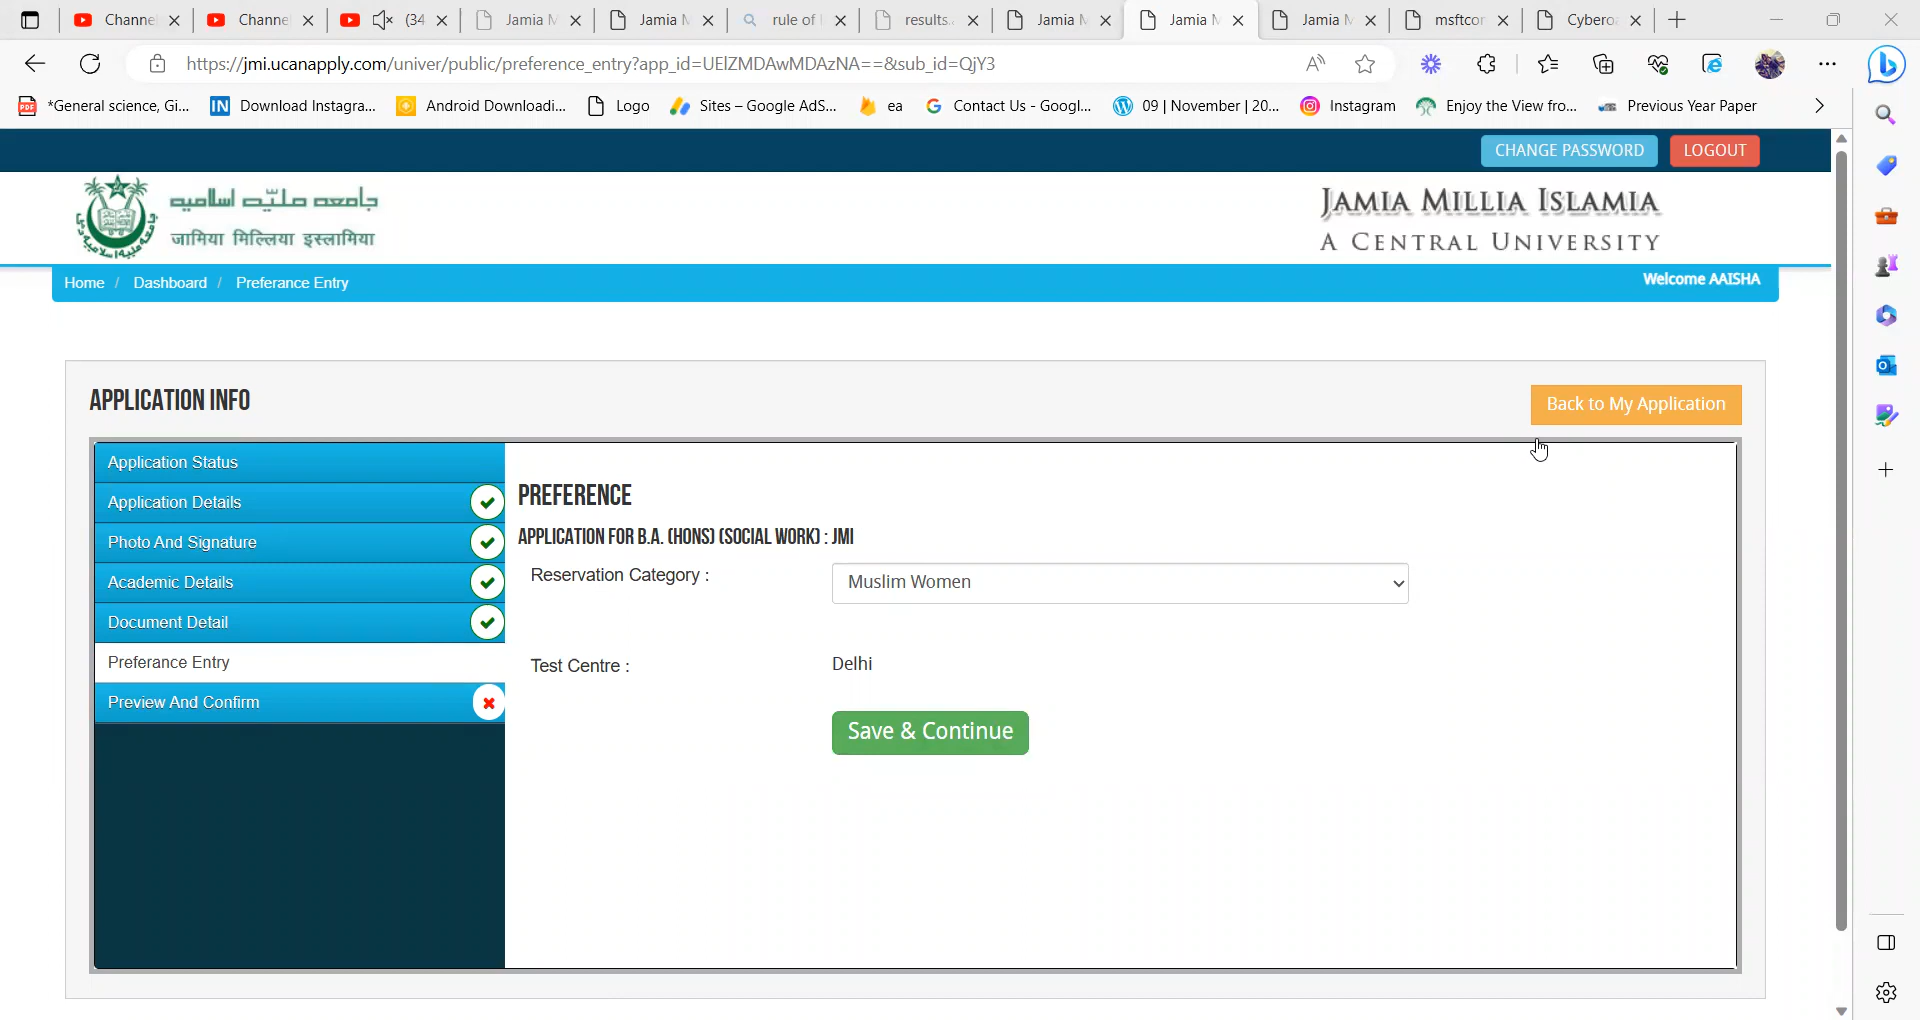 Channe
Channe
(34
Jamia M
Jamia M
rule of
results.
Jamia M
Jamia M
Jamia M
msftcor
Cyberoa
https://jmi.ucanapply.com/univer/public/preference_entry?app_id=UElZMDAwMDAzNA==&sub_id=QjY3
*General science, Gi...
Download Instagra...
Android Downloadi...
Logo
Sites – Google AdS...
ea
Contact Us - Googl...
09 | November | 20...
Instagram
Enjoy the View fro...
Previous Year Paper
CHANGE PASSWORD
LOGOUT
جامعہ ملیّہ اسلامیہ
जामिया मिल्लिया इस्लामिया
JAMIA MILLIA ISLAMIA
A CENTRAL UNIVERSITY
Home / Dashboard / Preferance Entry
Welcome AAISHA
APPLICATION INFO
Back to My Application
Application Status
Application Details
Photo And Signature
Academic Details
Document Detail
Preferance Entry
Preview And Confirm
PREFERENCE
APPLICATION FOR B.A. (HONS) (SOCIAL WORK) : JMI
Reservation Category :
Muslim Women
Test Centre :
Delhi
Save & Continue